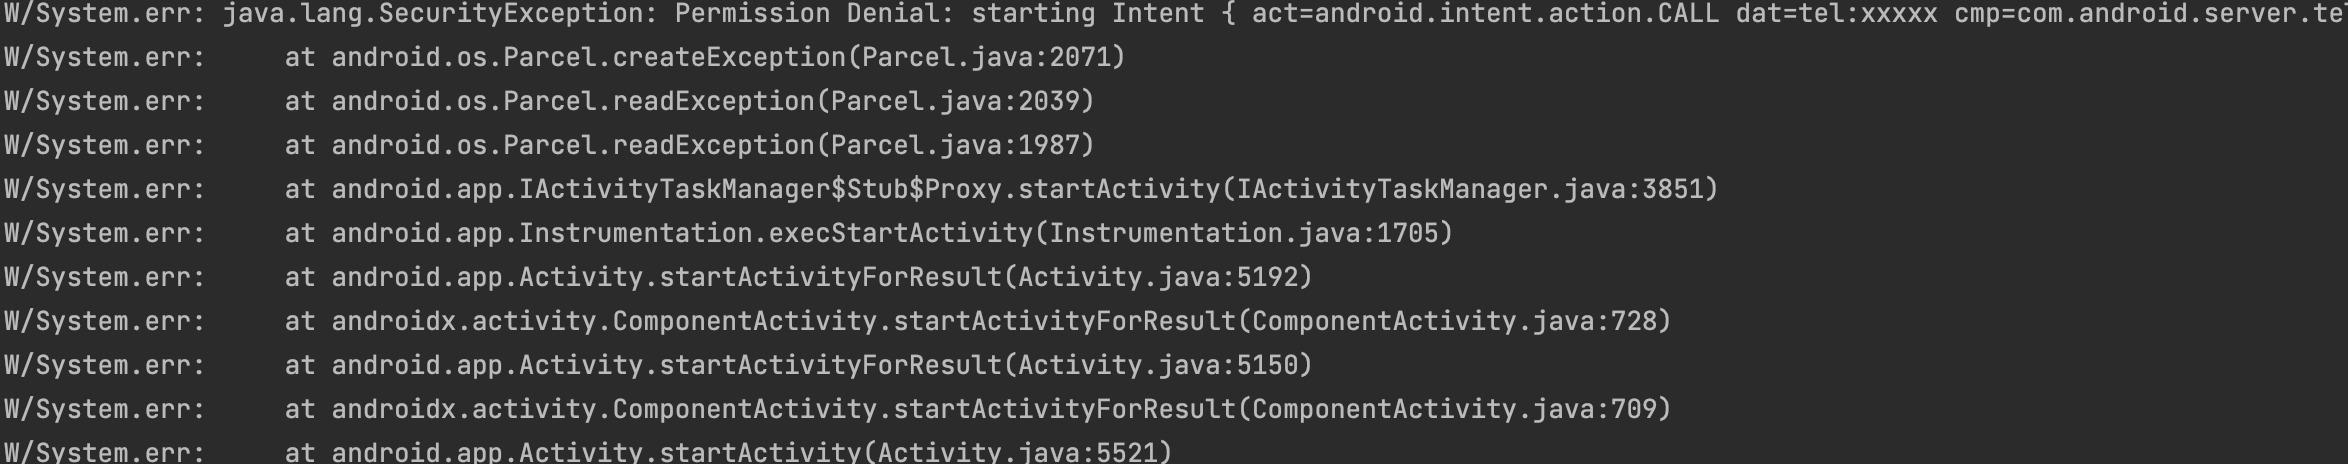 W/System.err: java.lang.SecurityException: Permission Denial: starting Intent { act=android.intent.action.CALL dat=tel:xxxxx cmp=com.android.server.te
W/System.err:     at android.os.Parcel.createException(Parcel.java:2071)
W/System.err:     at android.os.Parcel.readException(Parcel.java:2039)
W/System.err:     at android.os.Parcel.readException(Parcel.java:1987)
W/System.err:     at android.app.IActivityTaskManager$Stub$Proxy.startActivity(IActivityTaskManager.java:3851)
W/System.err:     at android.app.Instrumentation.execStartActivity(Instrumentation.java:1705)
W/System.err:     at android.app.Activity.startActivityForResult(Activity.java:5192)
W/System.err:     at androidx.activity.ComponentActivity.startActivityForResult(ComponentActivity.java:728)
W/System.err:     at android.app.Activity.startActivityForResult(Activity.java:5150)
W/System.err:     at androidx.activity.ComponentActivity.startActivityForResult(ComponentActivity.java:709)
W/System.err:     at android.app.Activity.startActivity(Activity.java:5521)